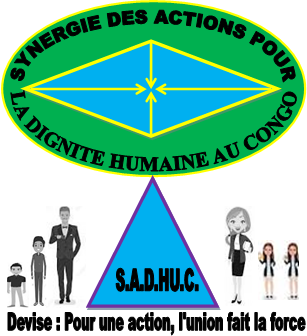 SYNERGIE DES ACTIONS POUR
LA DIGNITE HUMAINE AU CONGO
S.A.D.HU.C.
Devise : Pour une action, l'union fait la force